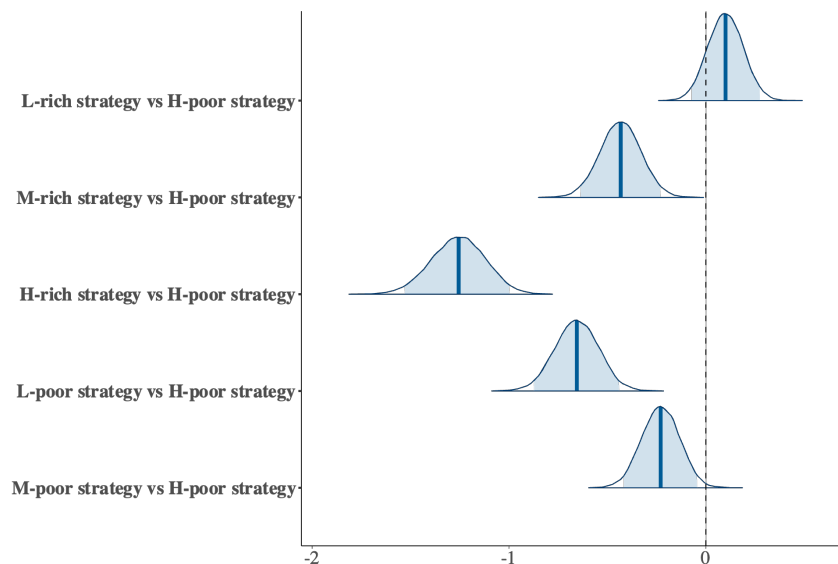 L-rich strategy vs H-poor strategy
M-rich strategy vs H-poor strategy
H-rich strategy vs H-poor strategy
L-poor strategy vs H-poor strategy
M-poor strategy vs H-poor strategy
-2 -1 0